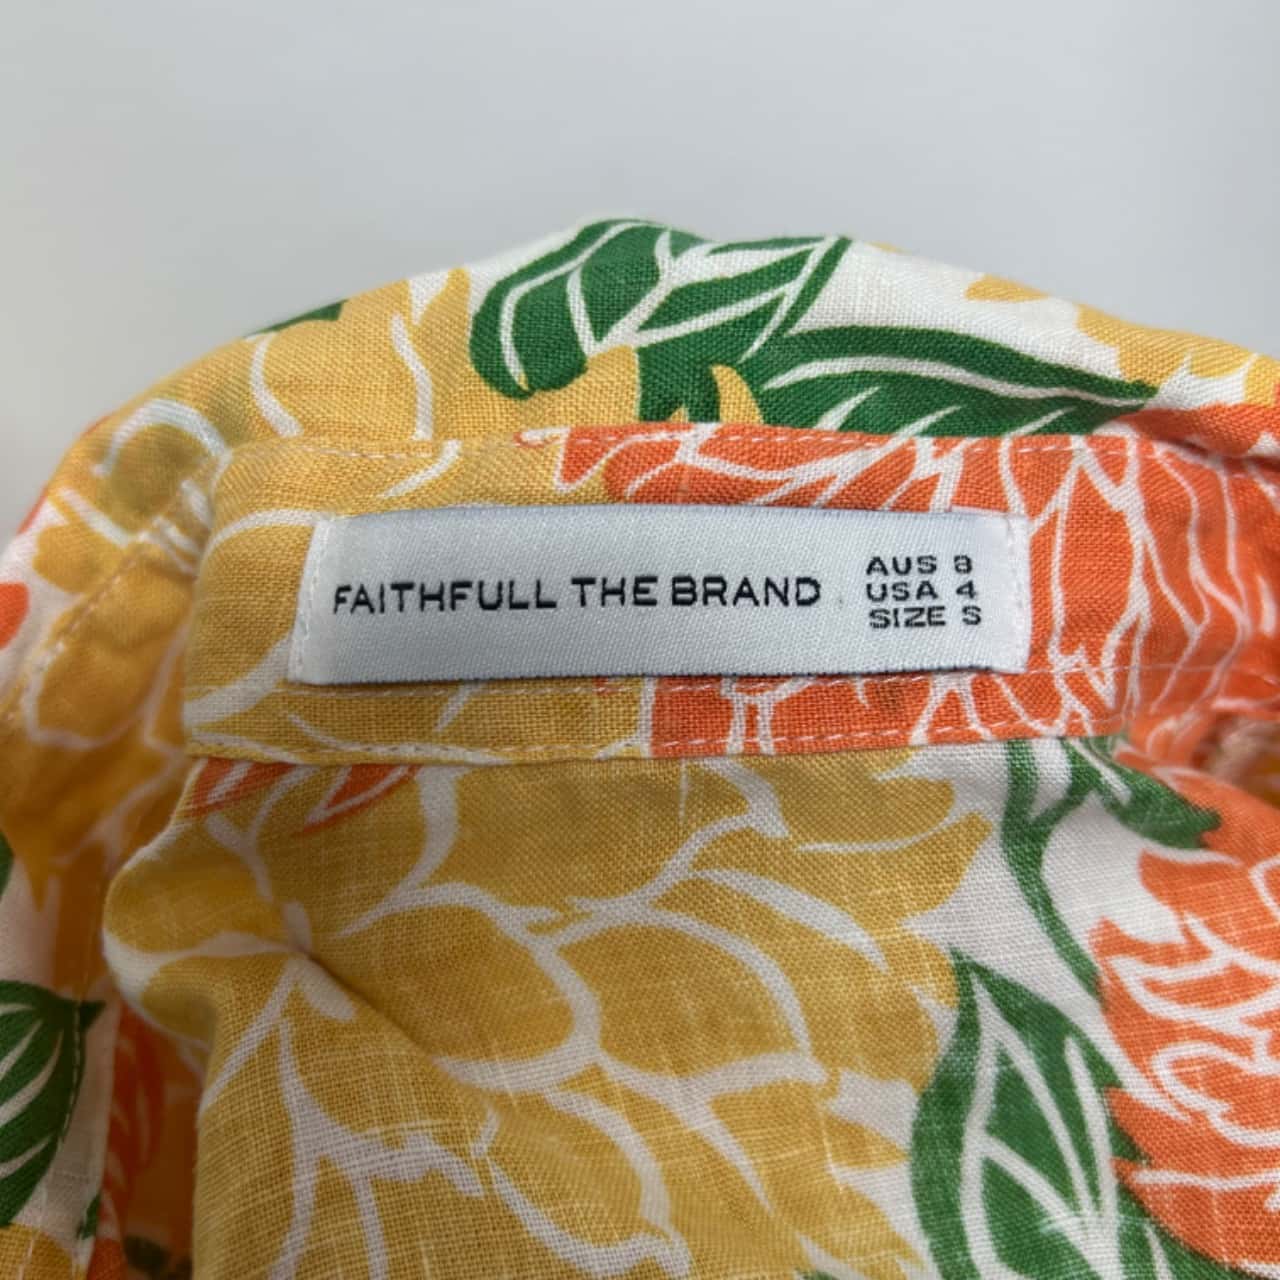 FAITHFULL THE BRAND
AUS 8
USA 4
SIZE S